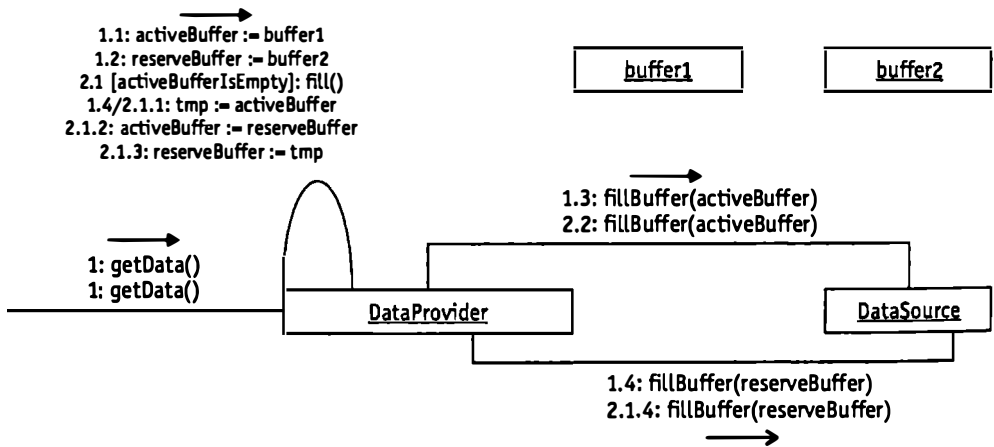 1.1: activeBuffer := buffer1
1.2: reserveBuffer := buffer2
2.1 [activeBufferIsEmpty]: fill()
1.4/2.1.1: tmp := activeBuffer
2.1.2: activeBuffer := reserveBuffer
2.1.3: reserveBuffer := tmp
buffer1
buffer2
1.3: fillBuffer(activeBuffer)
2.2: fillBuffer(activeBuffer)
1: getData()
1: getData()
DataProvider
DataSource
1.4: fillBuffer(reserveBuffer)
2.1.4: fillBuffer(reserveBuffer)